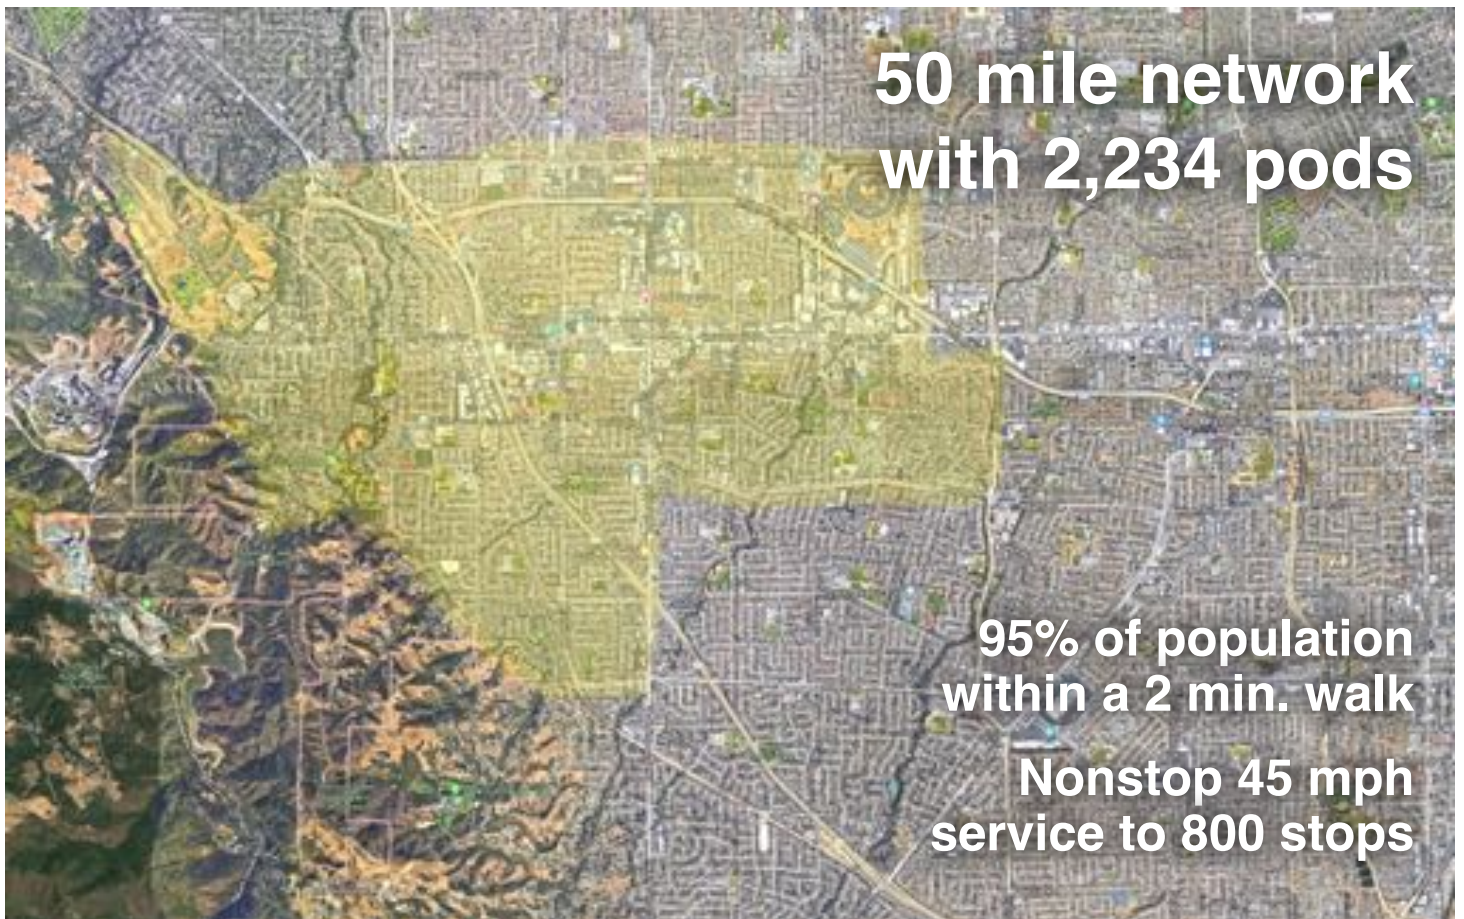 50 mile network
with 2,234 pods
95% of population
within a 2 min. walk
Nonstop 45 mph
service to 800 stops